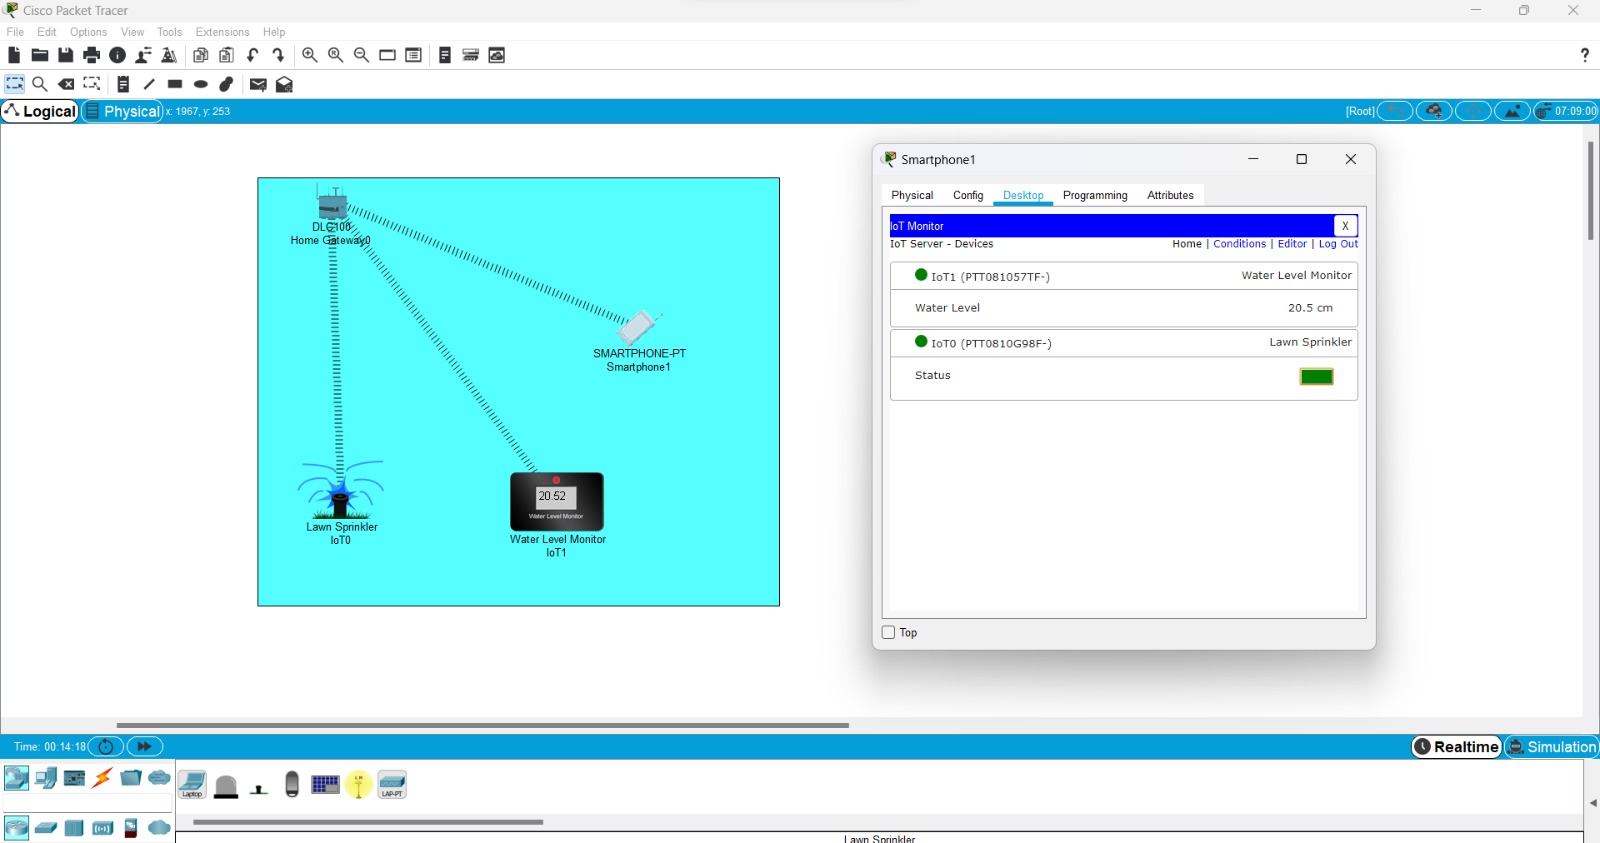 Cisco Packet Tracer
File Edit Options View Tools Extensions Help
?
Logical Physical x: 1967, y: 253 [Root] 07:09:00
DLC100
Home Gateway0
SMARTPHONE-PT
Smartphone1
Lawn Sprinkler
IoT0
20.52
Water Level Monitor
Water Level Monitor
IoT1
Smartphone1
Physical Config Desktop Programming Attributes
IoT Monitor X
IoT Server - Devices Home | Conditions | Editor | Log Out
IoT1 (PTT081057TF-) Water Level Monitor
Water Level 20.5 cm
IoT0 (PTT0810G98F-) Lawn Sprinkler
Status
Top
Time: 00:14:18 Realtime Simulation
Laptop
LAP-PT
Lawn Sprinkler